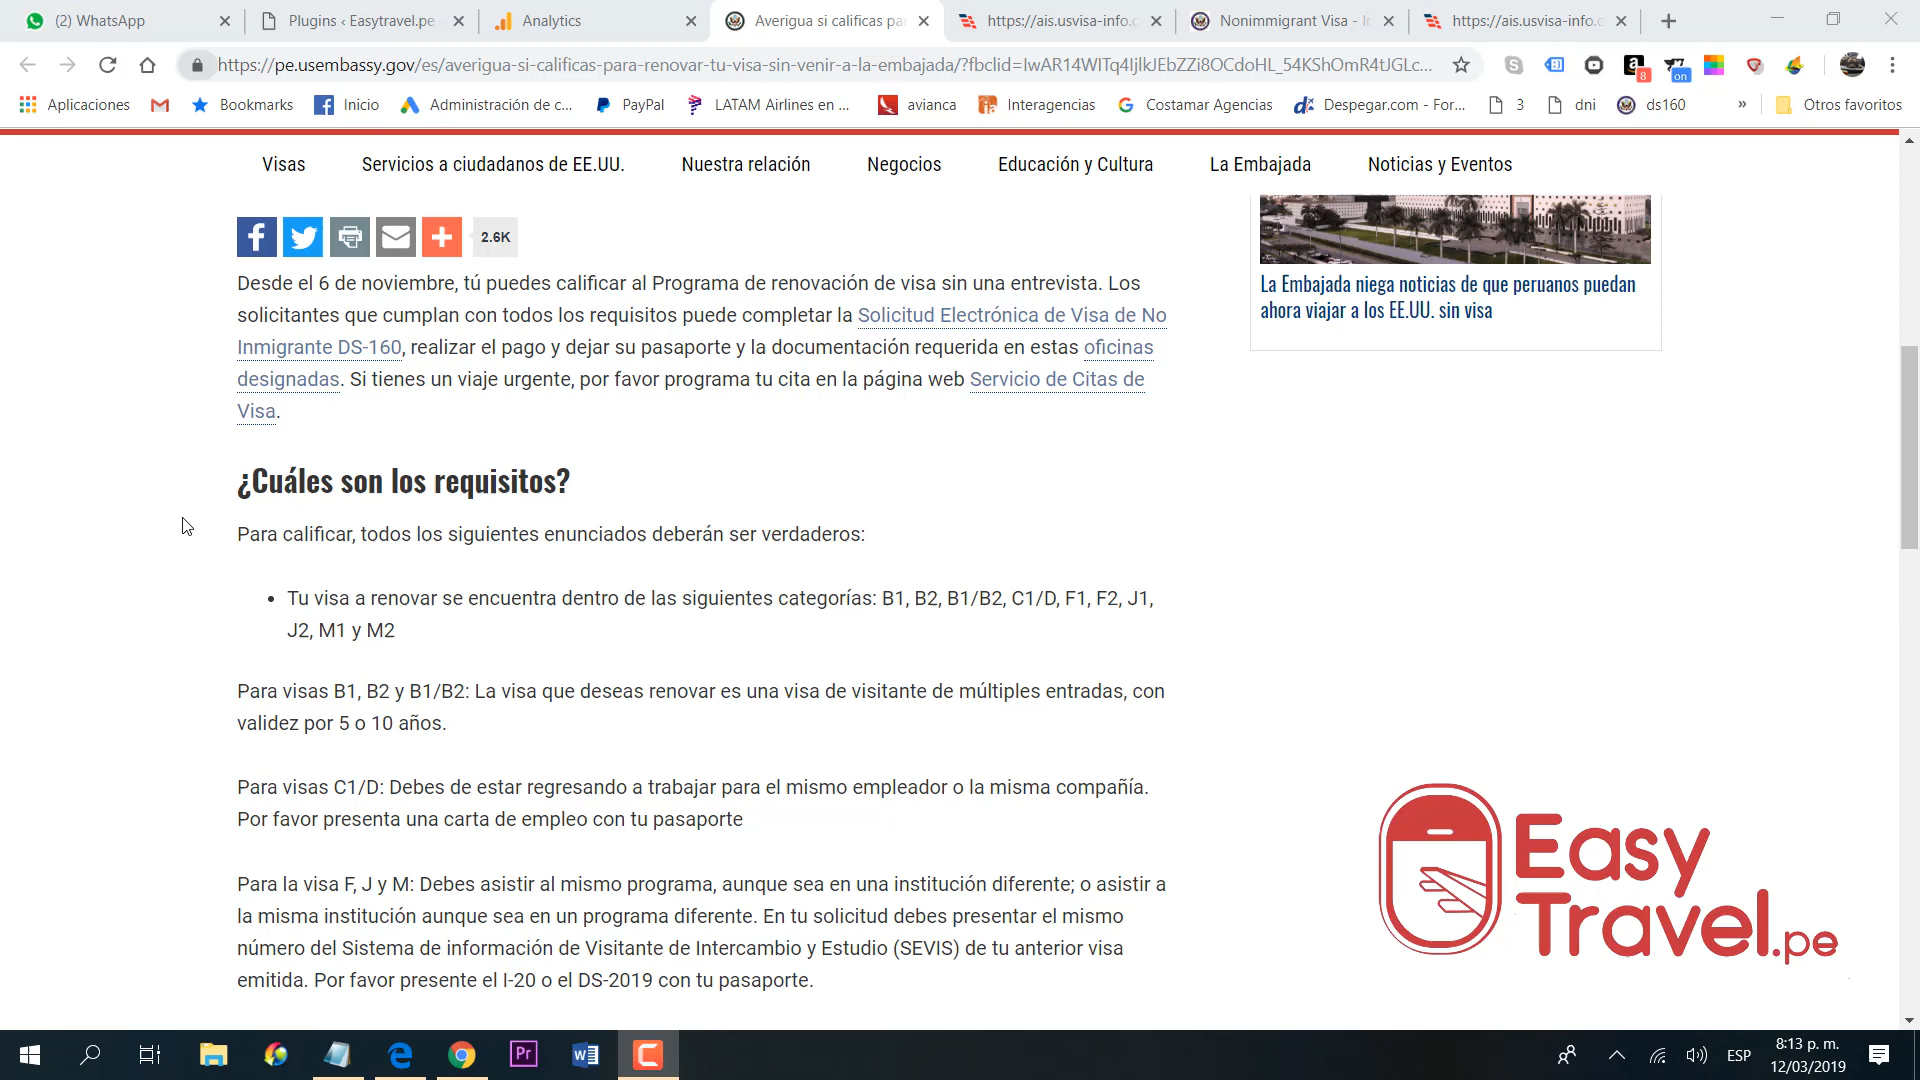 (2) WhatsApp
Plugins ‹ Easytravel.pe
Analytics
Averigua si calificas pa
https://ais.usvisa-info.c
Nonimmigrant Visa - I
https://ais.usvisa-info.c
https://pe.usembassy.gov/es/averigua-si-calificas-para-renovar-tu-visa-sin-venir-a-la-embajada/?fbclid=IwAR14WITq4IjlkJEbZZi8OCdoHL_54KShOmR4tJGLc...
8
on
Aplicaciones
Bookmarks
Inicio
Administración de c...
PayPal
LATAM Airlines en ...
avianca
Interagencias
Costamar Agencias
Despegar.com - For...
3
dni
ds160
»
Otros favoritos
Visas
Servicios a ciudadanos de EE.UU.
Nuestra relación
Negocios
Educación y Cultura
La Embajada
Noticias y Eventos
2.6K
Desde el 6 de noviembre, tú puedes calificar al Programa de renovación de visa sin una entrevista. Los
solicitantes que cumplan con todos los requisitos puede completar la Solicitud Electrónica de Visa de No
Inmigrante DS-160, realizar el pago y dejar su pasaporte y la documentación requerida en estas oficinas
designadas. Si tienes un viaje urgente, por favor programa tu cita en la página web Servicio de Citas de
Visa.
La Embajada niega noticias de que peruanos puedan
ahora viajar a los EE.UU. sin visa
¿Cuáles son los requisitos?
Para calificar, todos los siguientes enunciados deberán ser verdaderos:
• Tu visa a renovar se encuentra dentro de las siguientes categorías: B1, B2, B1/B2, C1/D, F1, F2, J1,
J2, M1 y M2
Para visas B1, B2 y B1/B2: La visa que deseas renovar es una visa de visitante de múltiples entradas, con
validez por 5 o 10 años.
Para visas C1/D: Debes de estar regresando a trabajar para el mismo empleador o la misma compañía.
Por favor presenta una carta de empleo con tu pasaporte
Para la visa F, J y M: Debes asistir al mismo programa, aunque sea en una institución diferente; o asistir a
la misma institución aunque sea en un programa diferente. En tu solicitud debes presentar el mismo
número del Sistema de información de Visitante de Intercambio y Estudio (SEVIS) de tu anterior visa
emitida. Por favor presente el I-20 o el DS-2019 con tu pasaporte.
Easy
Travel.pe
Pr
ESP
8:13 p. m.
12/03/2019